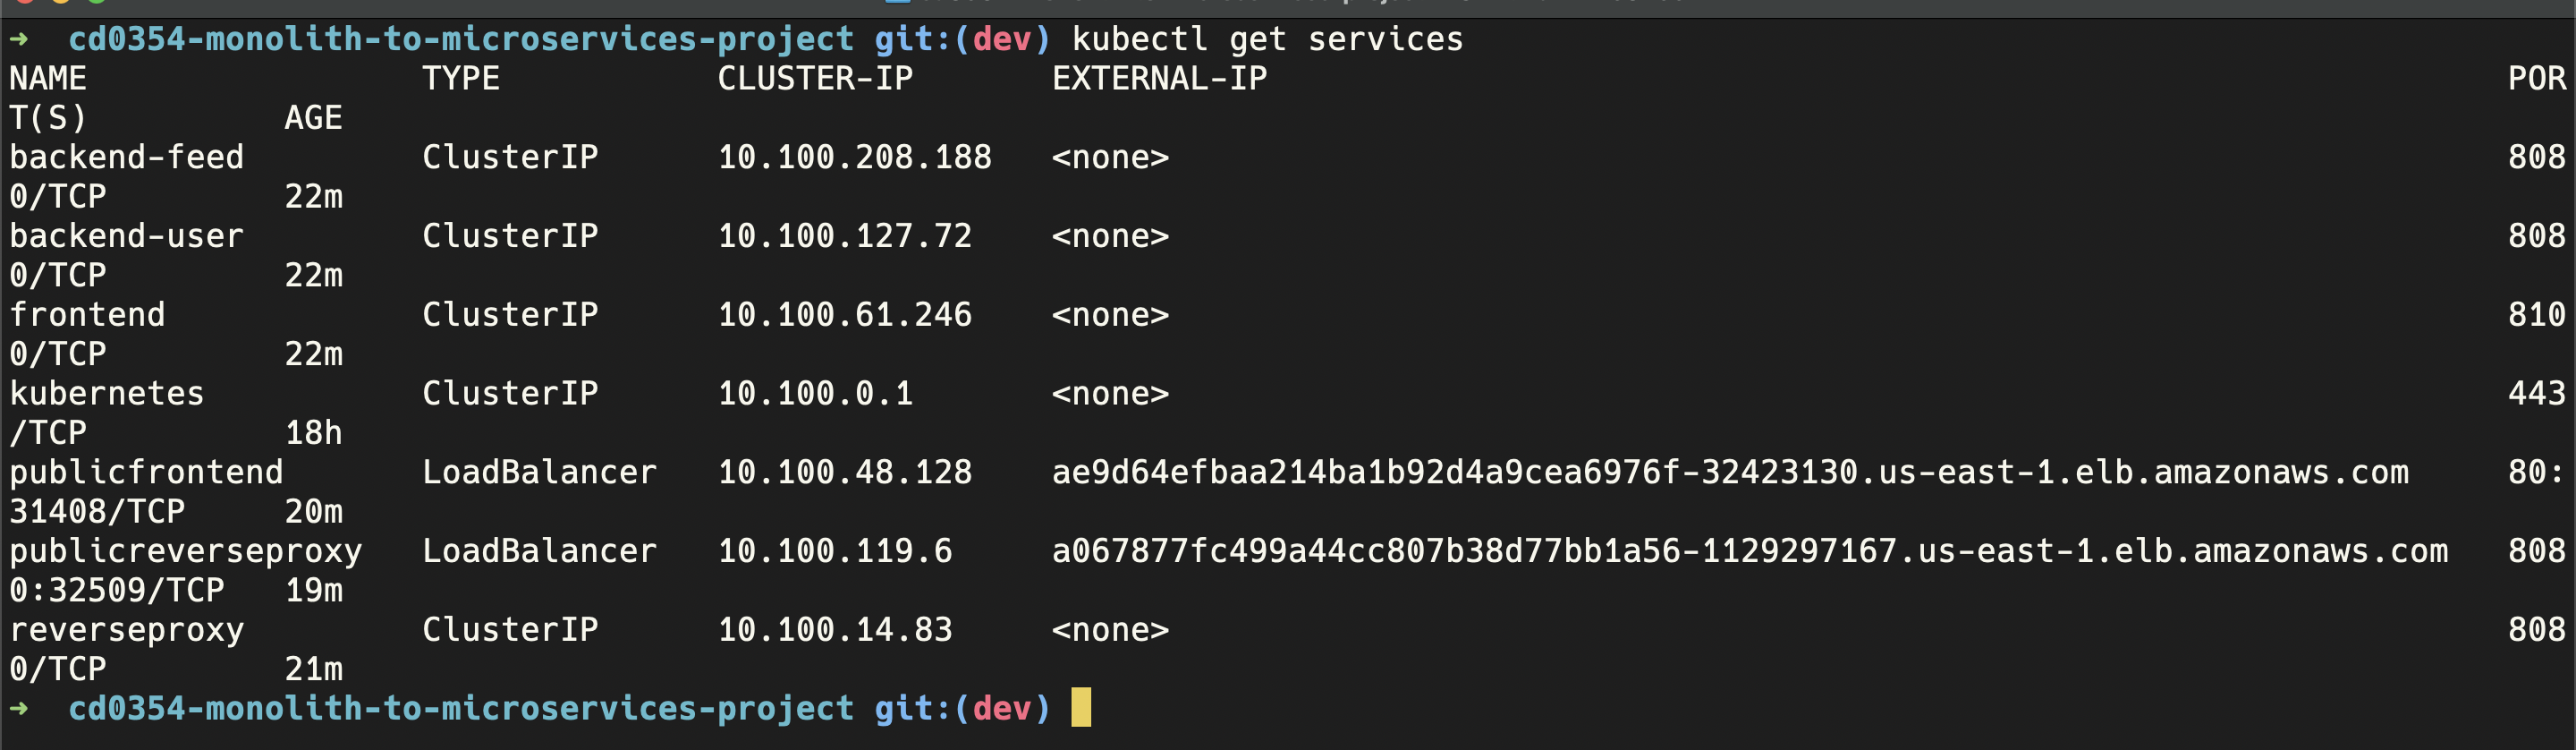 ➜  cd0354-monolith-to-microservices-project git:(dev) kubectl get services
NAME                 TYPE           CLUSTER-IP       EXTERNAL-IP                                                               POR
T(S)          AGE
backend-feed         ClusterIP      10.100.208.188   <none>                                                                    808
0/TCP         22m
backend-user         ClusterIP      10.100.127.72    <none>                                                                    808
0/TCP         22m
frontend             ClusterIP      10.100.61.246    <none>                                                                    810
0/TCP         22m
kubernetes           ClusterIP      10.100.0.1       <none>                                                                    443
/TCP          18h
publicfrontend       LoadBalancer   10.100.48.128    ae9d64efbaa214ba1b92d4a9cea6976f-32423130.us-east-1.elb.amazonaws.com     80:
31408/TCP     20m
publicreverseproxy   LoadBalancer   10.100.119.6     a067877fc499a44cc807b38d77bb1a56-1129297167.us-east-1.elb.amazonaws.com   808
0:32509/TCP   19m
reverseproxy         ClusterIP      10.100.14.83     <none>                                                                    808
0/TCP         21m
➜  cd0354-monolith-to-microservices-project git:(dev)